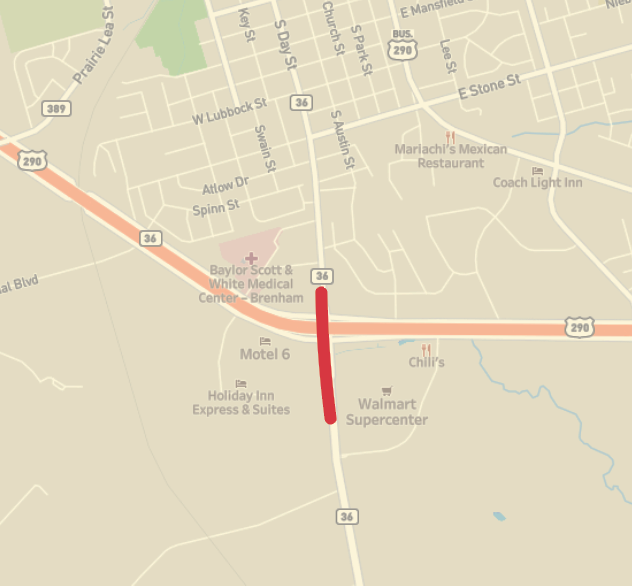 Prairie Lea St
Key St
S Day St
Church St
S Park St
E Mansfield S
BUS.
290
Lee St
389
36
W Lubbock St
E Stone St
S Austin St
Swain St
Mariachi's Mexican
Restaurant
290
Coach Light Inn
Atlow Dr
Spinn St
36
Baylor Scott &
White Medical
Center – Brenham
36
al Blvd
290
Motel 6
Chili's
Holiday Inn
Express & Suites
Walmart
Supercenter
36